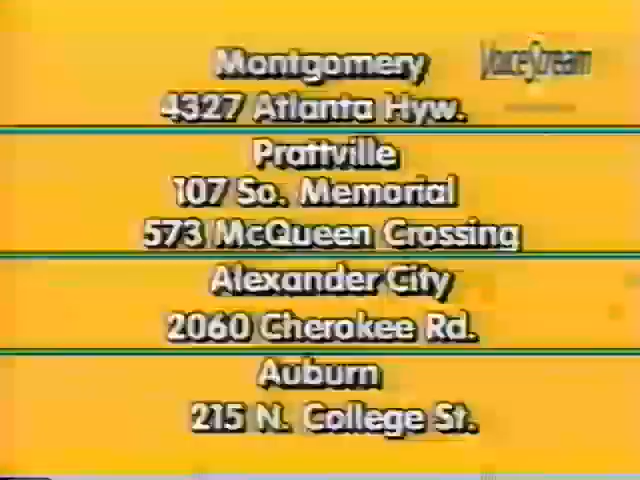 Montgomery
VoiceStream
4327 Atlanta Hyw.
Prattville
107 So. Memorial
573 McQueen Crossing
Alexander City
2060 Cherokee Rd.
Auburn
215 N. College St.